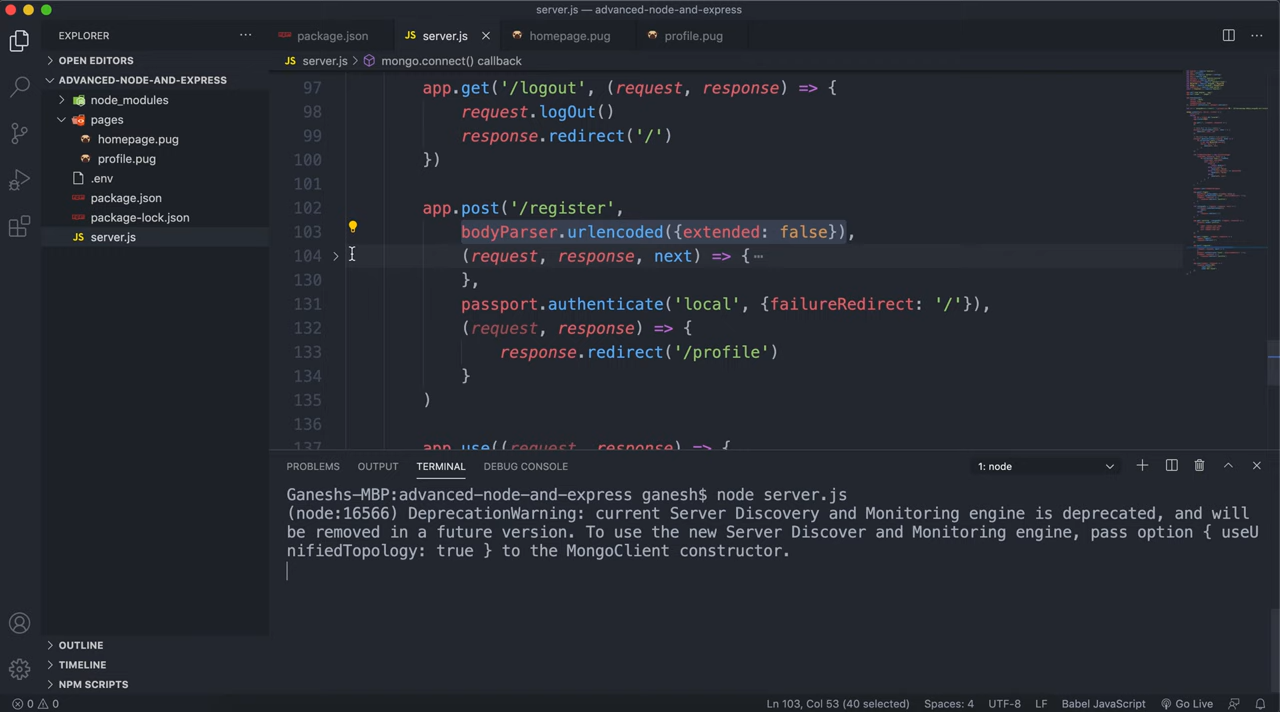 server.js — advanced-node-and-express
EXPLORER
package.json
server.js
homepage.pug
profile.pug
OPEN EDITORS
server.js > mongo.connect() callback
ADVANCED-NODE-AND-EXPRESS
node_modules
pages
homepage.pug
profile.pug
.env
package.json
package-lock.json
JS server.js
97 app.get('/logout', (request, response) => {
98 request.logOut()
99 response.redirect('/')
100 })
101
102 app.post('/register',
103 bodyParser.urlencoded({extended: false}),
104 (request, response, next) => {…
130 },
131 passport.authenticate('local', {failureRedirect: '/'}),
132 (request, response) => {
133 response.redirect('/profile')
134 }
135 )
136
137 app.use((request, response) => {
PROBLEMS OUTPUT TERMINAL DEBUG CONSOLE 1: node
Ganeshs-MBP:advanced-node-and-express ganesh$ node server.js
(node:16566) DeprecationWarning: current Server Discovery and Monitoring engine is deprecated, and will
be removed in a future version. To use the new Server Discover and Monitoring engine, pass option { useU
nifiedTopology: true } to the MongoClient constructor.
OUTLINE
TIMELINE
NPM SCRIPTS
0 0 Ln 103, Col 53 (40 selected) Spaces: 4 UTF-8 LF Babel JavaScript Go Live